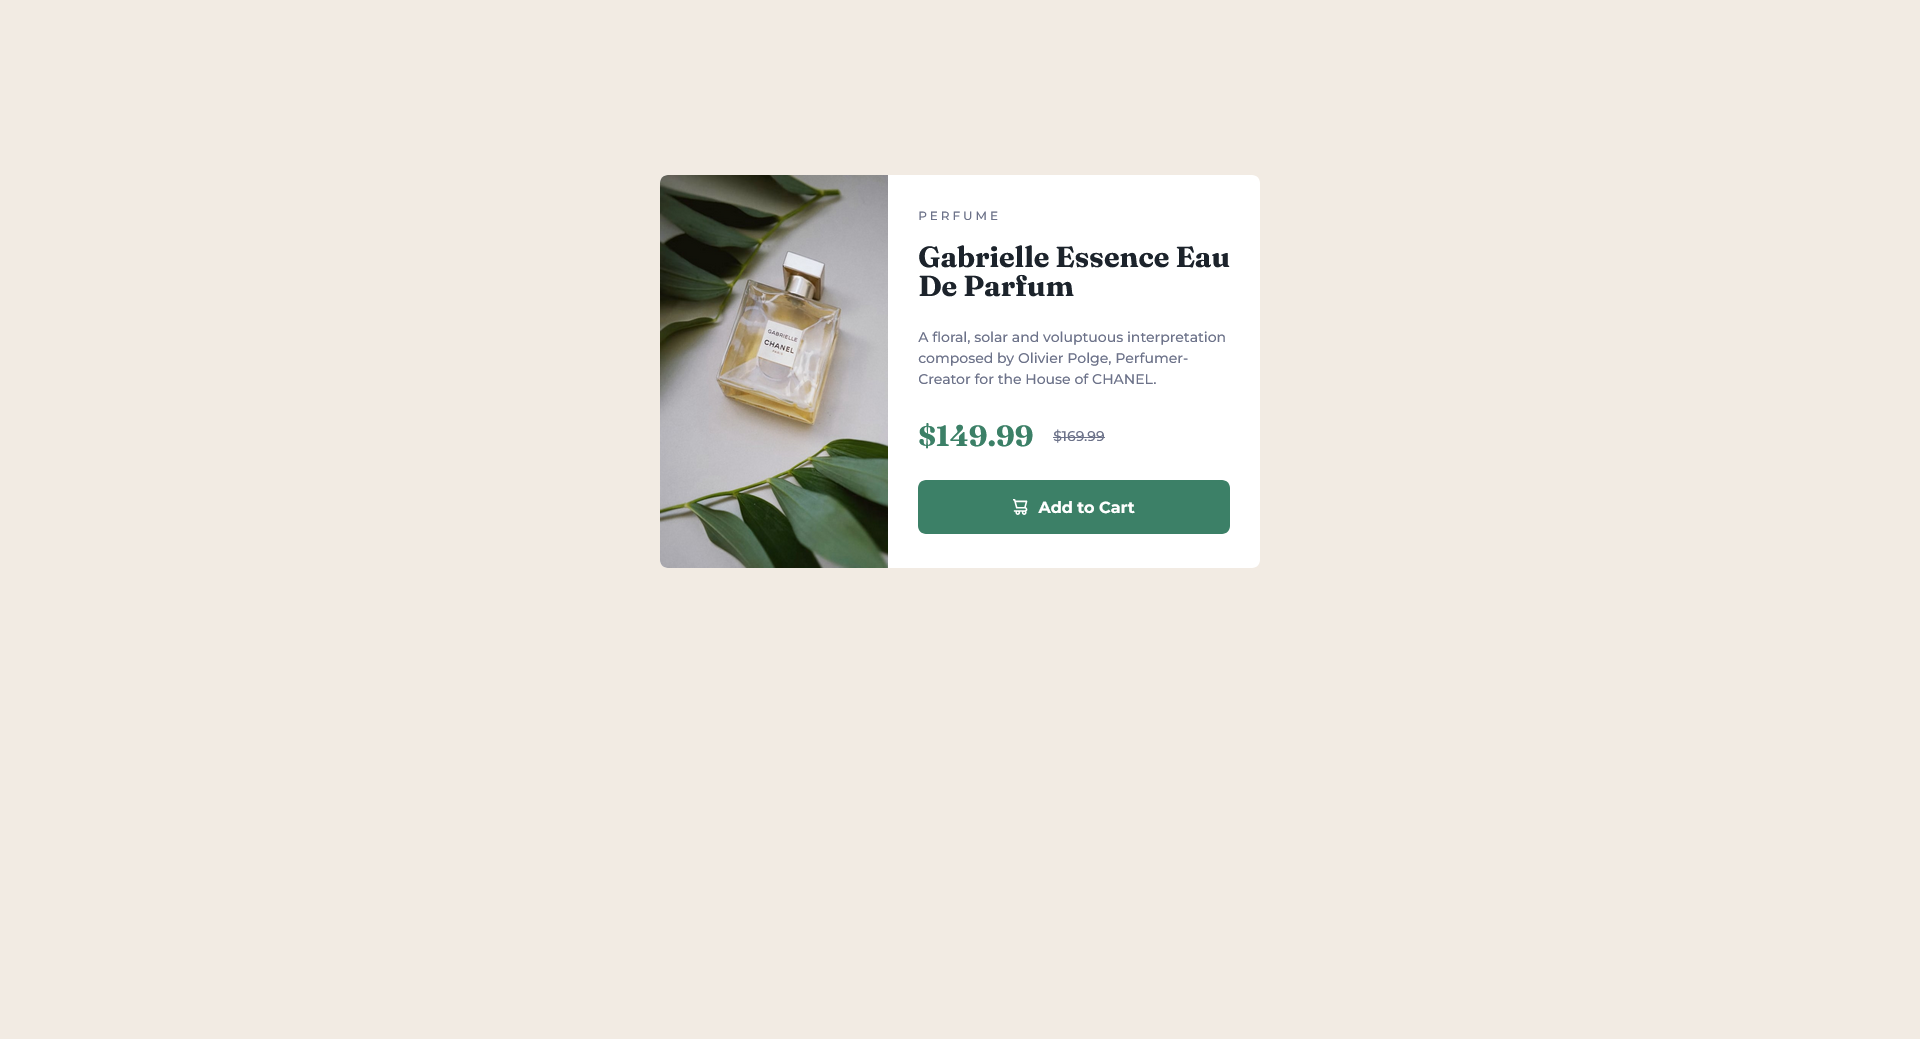 PERFUME
Gabrielle Essence Eau
De Parfum
A floral, solar and voluptuous interpretation
composed by Olivier Polge, Perfumer-
Creator for the House of CHANEL.
$149.99 $169.99
Add to Cart
GABRIELLE
CHANEL
PARIS